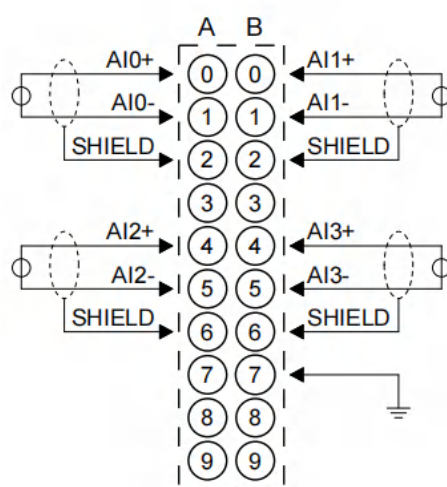 A B
AI0+ 0 0 AI1+
AI0- 1 1 AI1-
SHIELD 2 2 SHIELD
3 3
AI2+ 4 4 AI3+
AI2- 5 5 AI3-
SHIELD 6 6 SHIELD
7 7
8 8
9 9